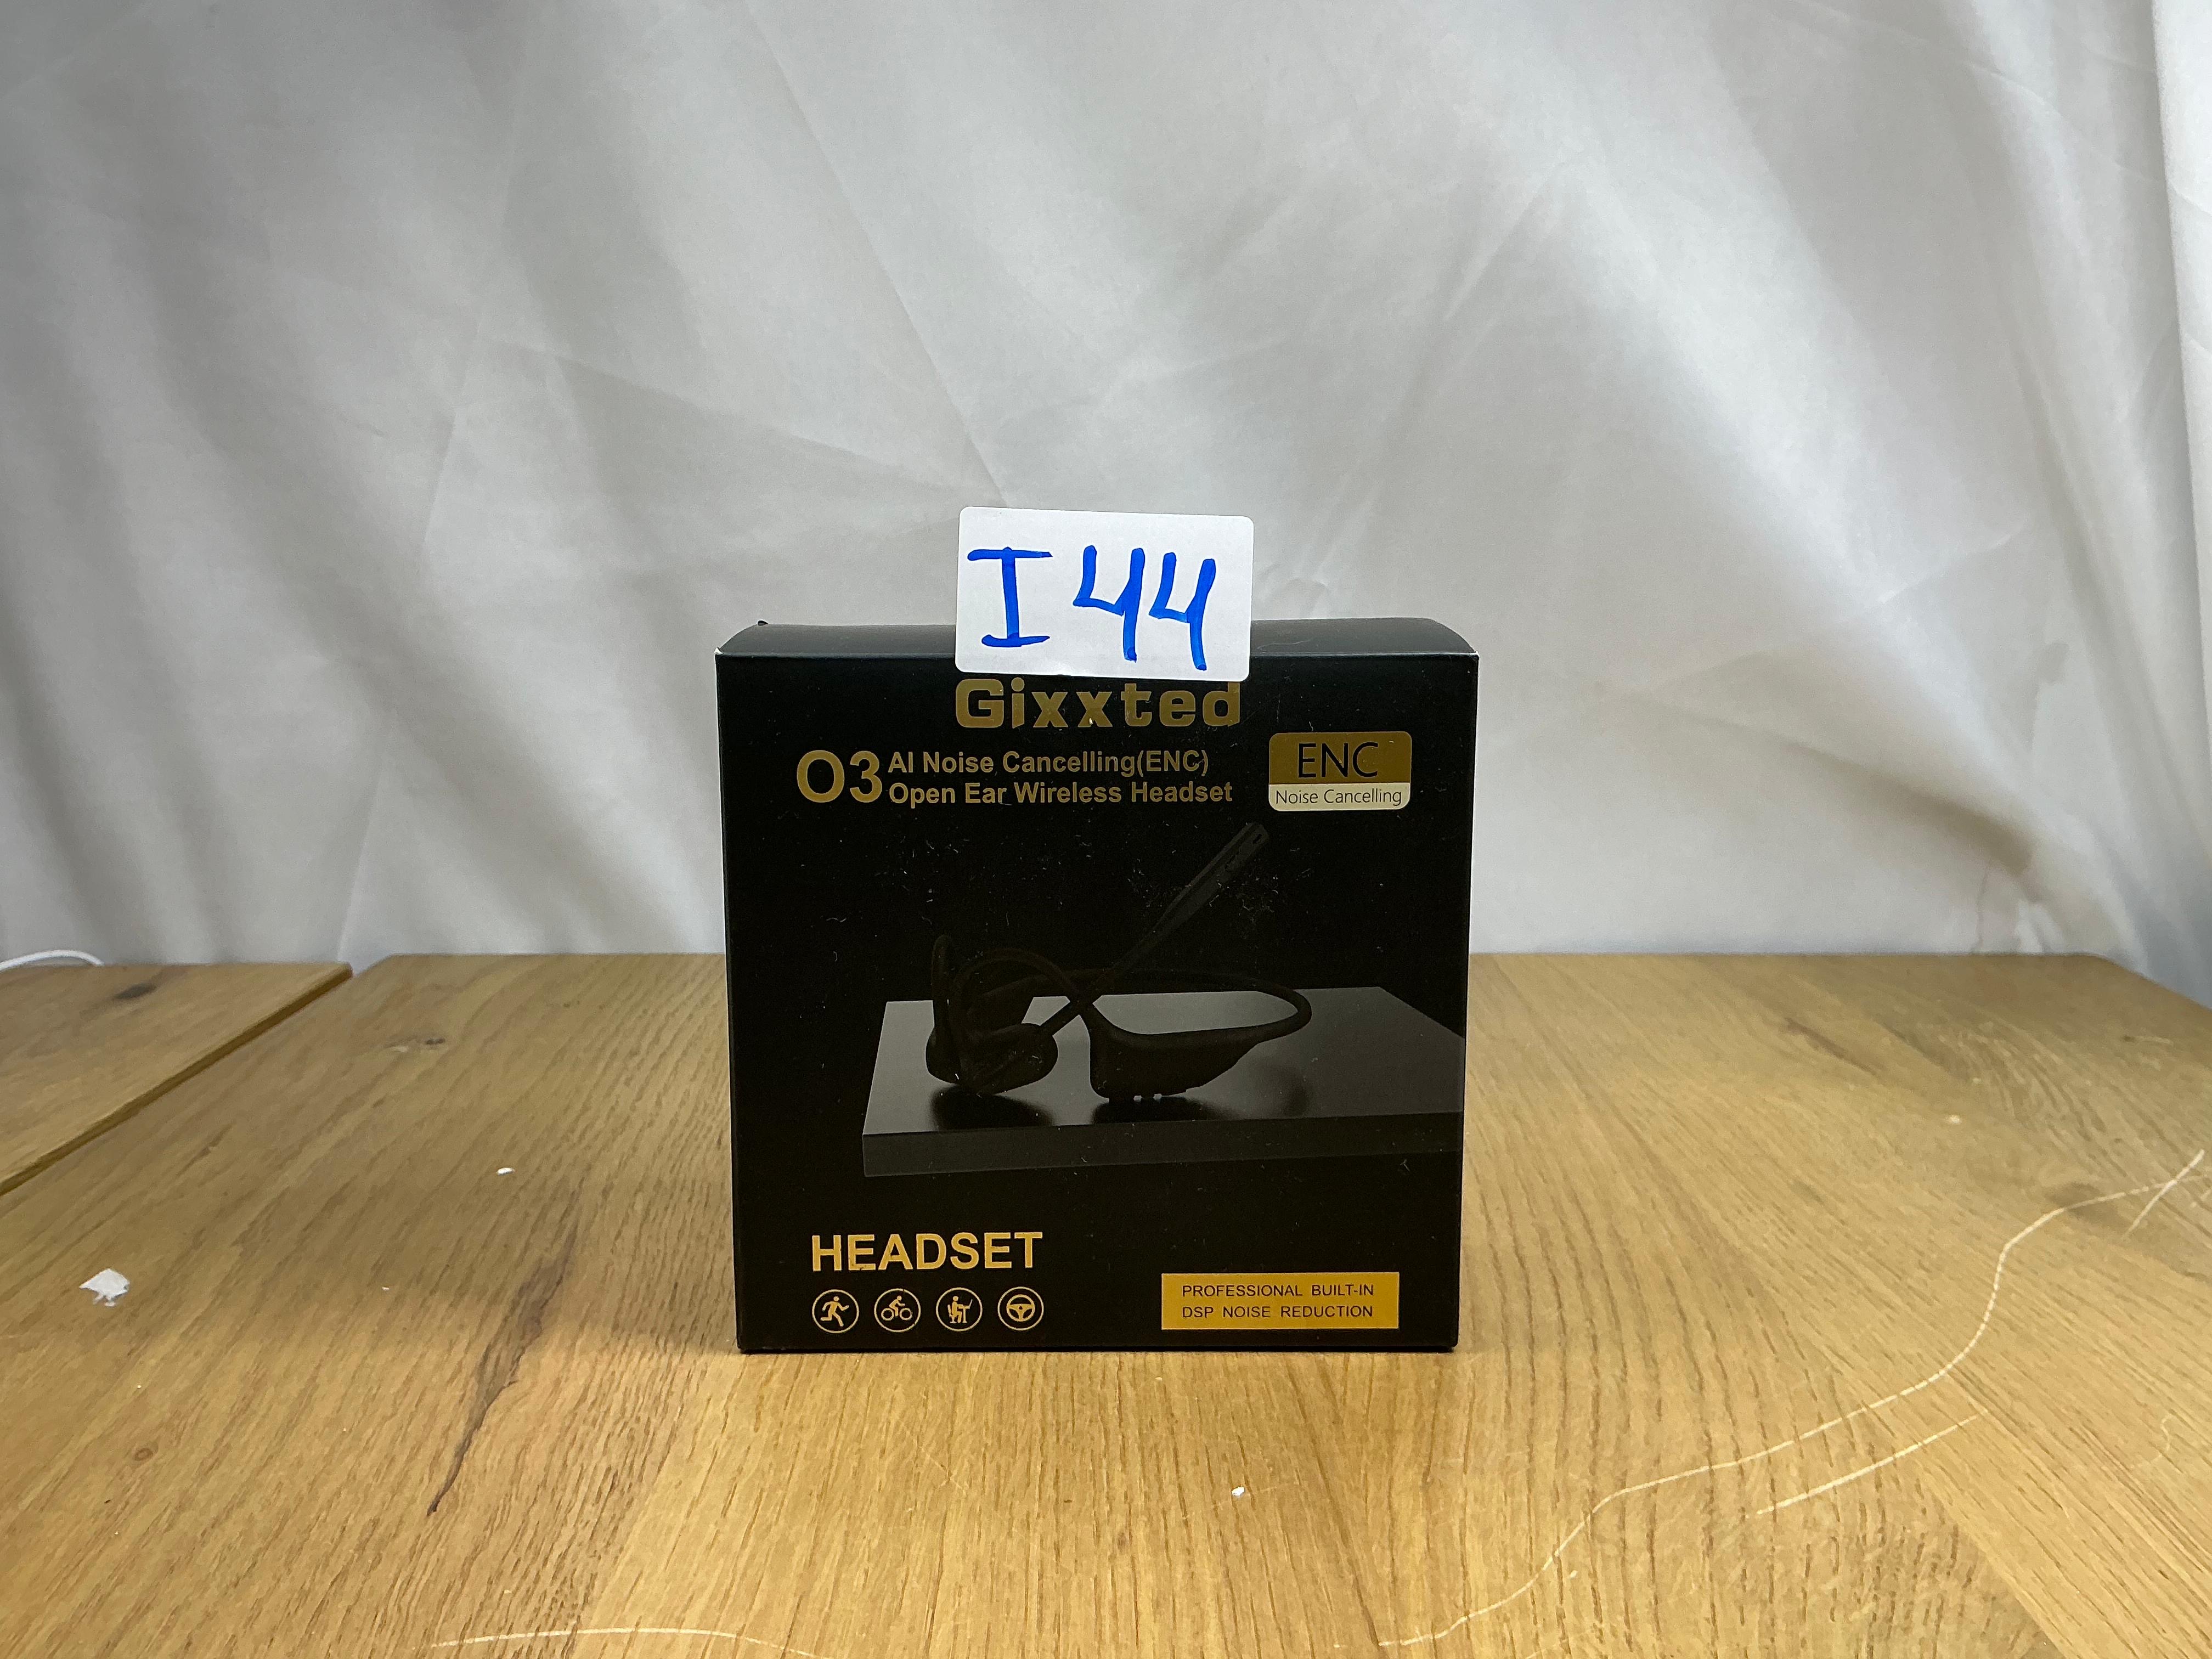 I44
Gixxted
O3
AI Noise Cancelling(ENC)
Open Ear Wireless Headset
ENC
Noise Cancelling
HEADSET
PROFESSIONAL BUILT-IN
DSP NOISE REDUCTION